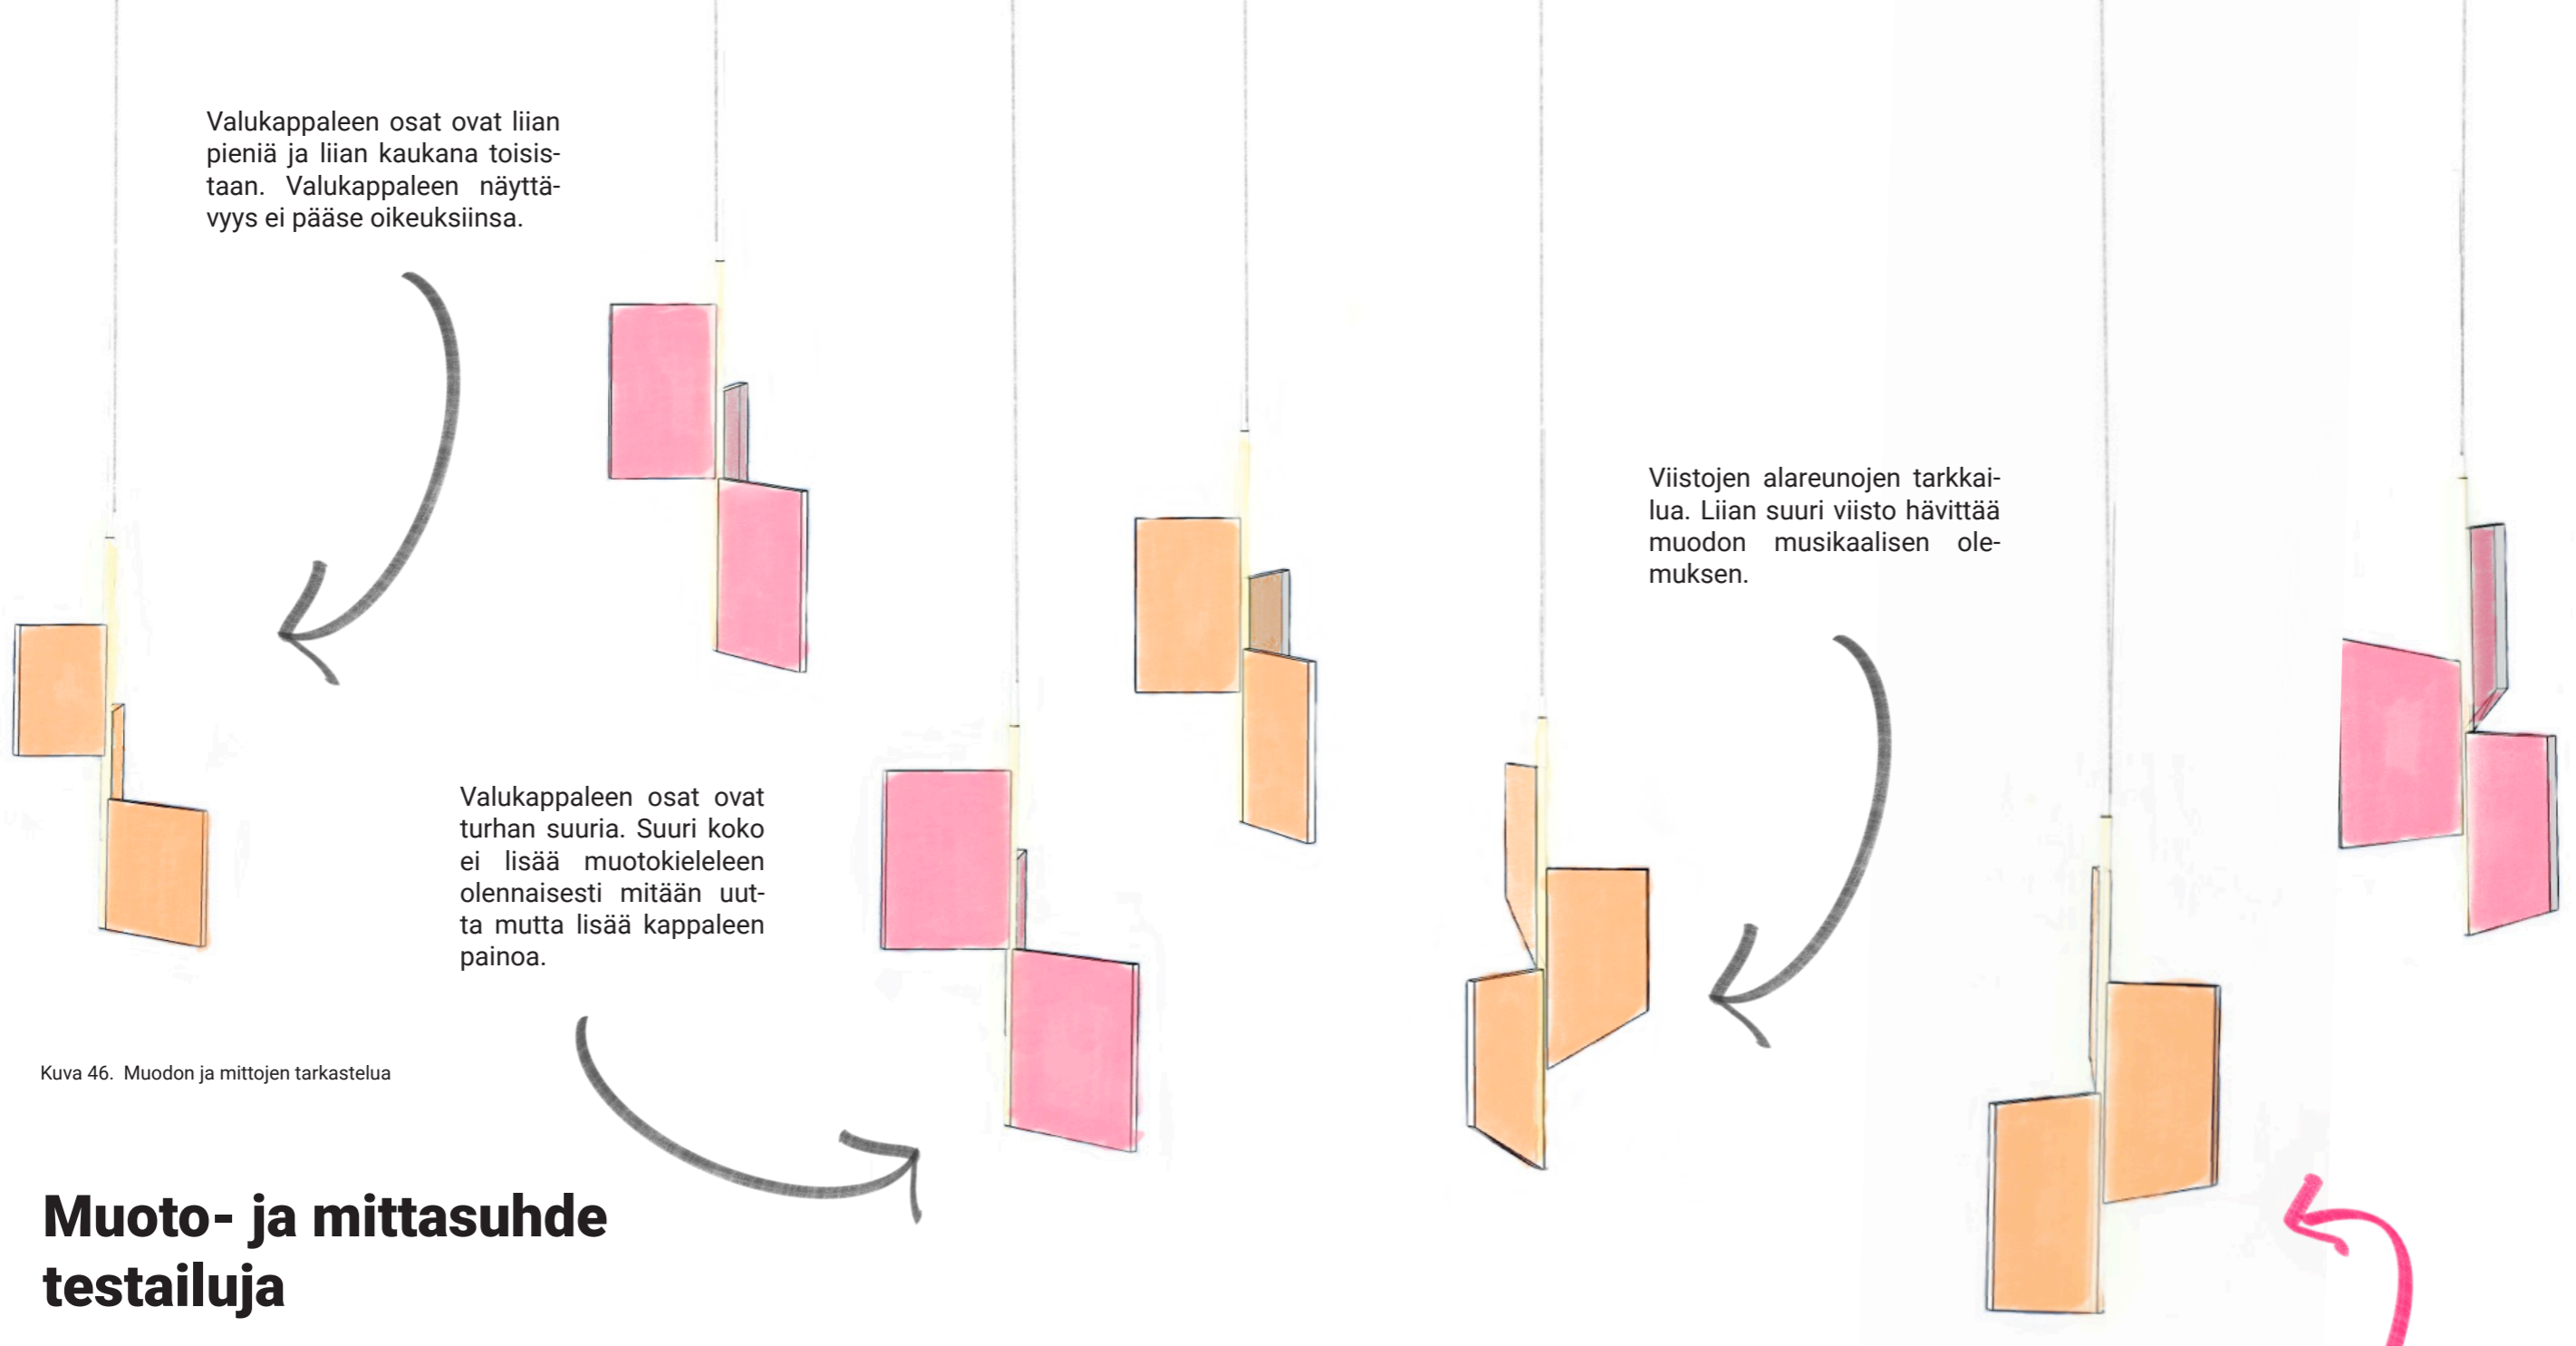 Valukappaleen osat ovat liian
pieniä ja liian kaukana toisis-
taan. Valukappaleen näyttä-
vyys ei pääse oikeuksiinsa.
Viistojen alareunojen tarkkai-
lua. Liian suuri viisto hävittää
muodon musikaalisen ole-
muksen.
Valukappaleen osat ovat
turhan suuria. Suuri koko
ei lisää muotokieleleen
olennaisesti mitään uut-
ta mutta lisää kappaleen
painoa.
Kuva 46. Muodon ja mittojen tarkastelua
Muoto- ja mittasuhde
testailuja